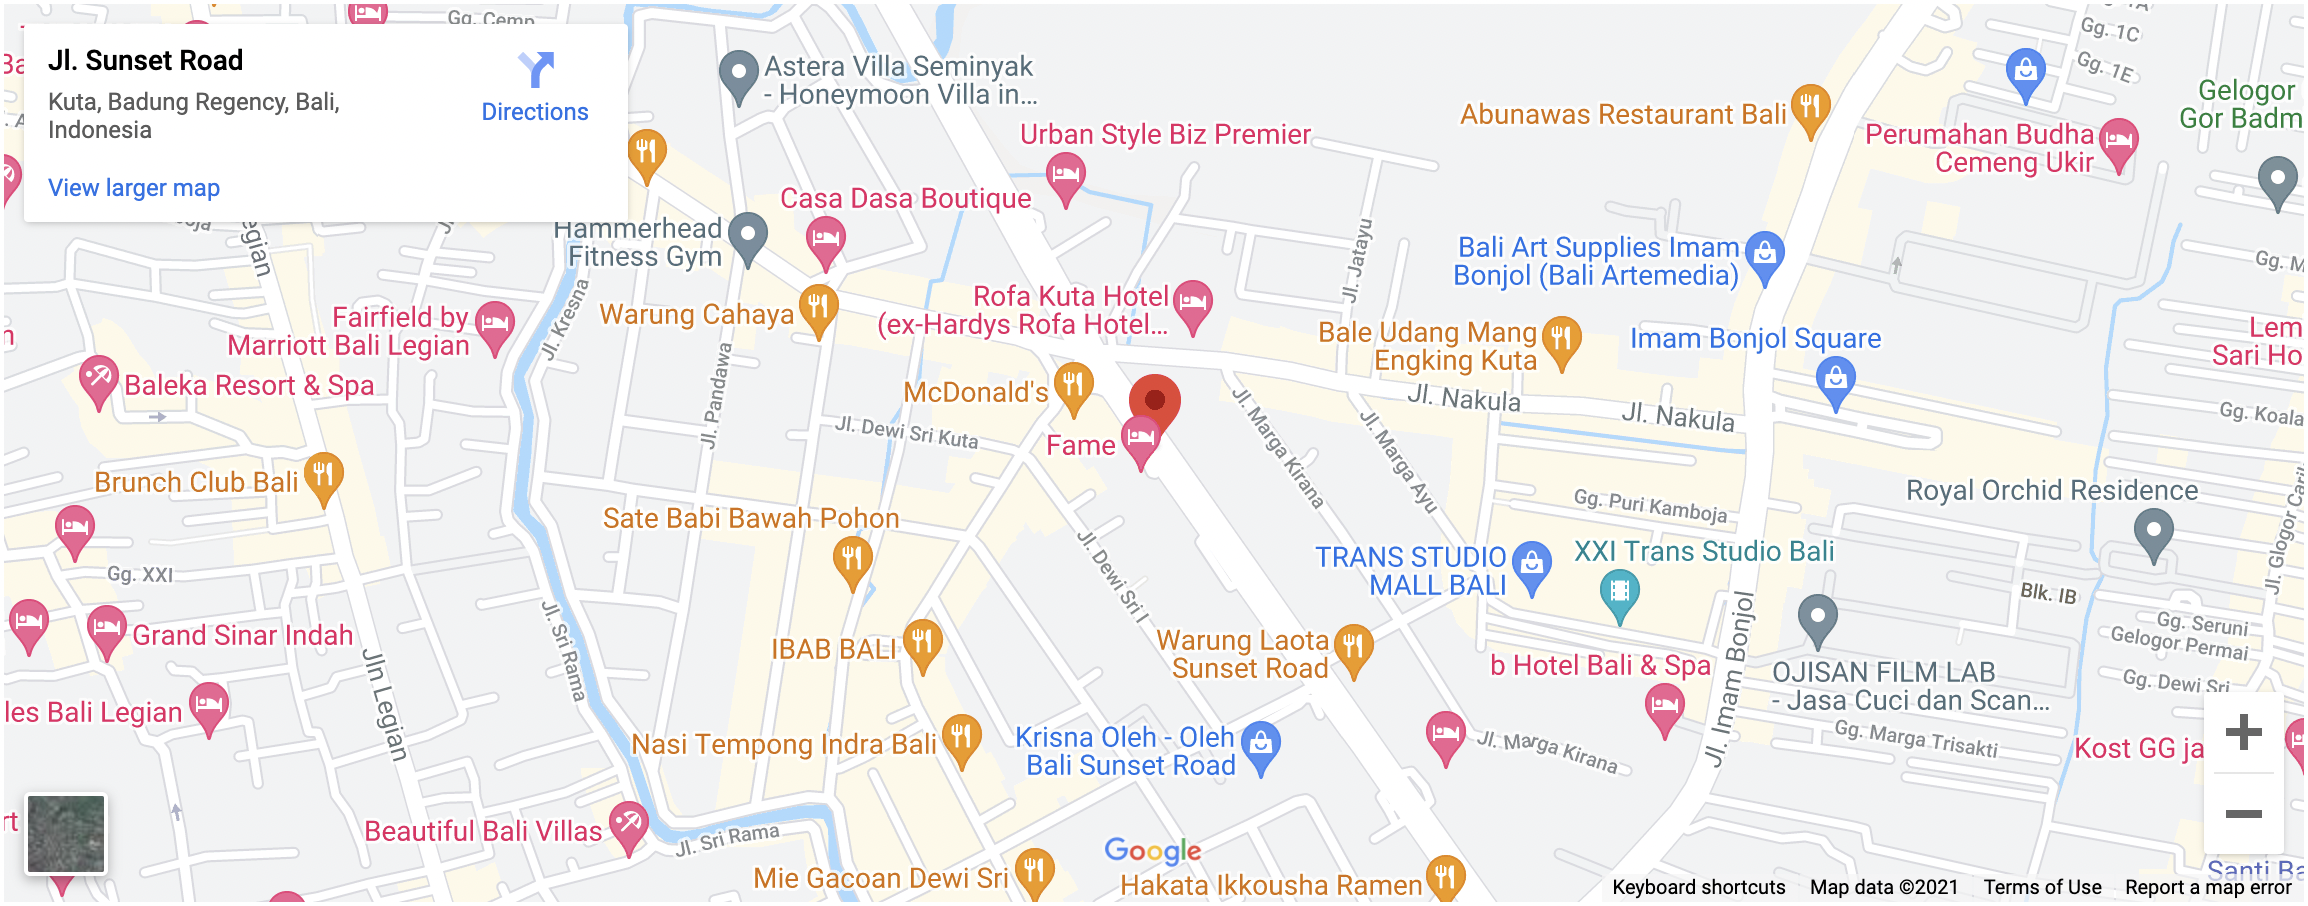 Jl. Sunset Road
Kuta, Badung Regency, Bali,
Indonesia
Directions
View larger map
Gg. Cemp
Astera Villa Seminyak
- Honeymoon Villa in...
Urban Style Biz Premier
Casa Dasa Boutique
Hammerhead
Fitness Gym
Abunawas Restaurant Bali
Gg. 1C
Gg. 1E
Perumahan Budha
Cemeng Ukir
Gelogor
Gor Badm
Bali Art Supplies Imam
Bonjol (Bali Artemedia)
Gg. M
Jl. Jatayu
egian
Jl. Kresna
Fairfield by
Marriott Bali Legian
Warung Cahaya
Rofa Kuta Hotel
(ex-Hardys Rofa Hotel...
Bale Udang Mang
Engking Kuta
Imam Bonjol Square
Lem
Sari Ho
Baleka Resort & Spa
Jl. Pandawa
McDonald's
Jl. Dewi Sri Kuta
Fame
Jl. Marga Kirana
Jl. Marga Ayu
Jl. Nakula
Jl. Nakula
Gg. Koala
Brunch Club Bali
Sate Babi Bawah Pohon
Gg. Puri Kamboja
Royal Orchid Residence
Jl. Glogor Carik
Jl. Dewi Sri I
TRANS STUDIO
MALL BALI
XXI Trans Studio Bali
Gg. XXI
Blk. IB
Grand Sinar Indah
Jl. Sri Rama
IBAB BALI
Warung Laota
Sunset Road
b Hotel Bali & Spa
Jl. Imam Bonjol
OJISAN FILM LAB
- Jasa Cuci dan Scan...
Gg. Seruni
Gelogor Permai
Gg. Dewi Sri
Jln Legian
les Bali Legian
Nasi Tempong Indra Bali
Krisna Oleh - Oleh
Bali Sunset Road
Jl. Marga Kirana
Gg. Marga Trisakti
Kost GG ja
rt
Beautiful Bali Villas
Jl. Sri Rama
Google
Mie Gacoan Dewi Sri
Hakata Ikkousha Ramen
Santi Ba
Keyboard shortcuts
Map data ©2021
Terms of Use
Report a map error